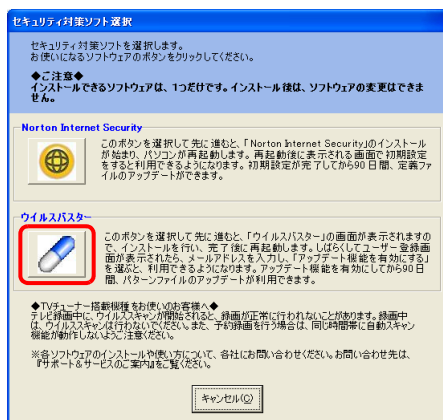 セキュリティ対策ソフト選択
セキュリティ対策ソフトを選択します。
お使いになるソフトウェアのボタンをクリックしてください。
◆ご注意◆
インストールできるソフトウェアは、1つだけです。インストール後は、ソフトウェアの変更はできま
せん。
Norton Internet Security
このボタンを選択して先に進むと、「Norton Internet Security」のインストール
が始まり、パソコンが再起動します。再起動後に表示される画面で初期設定
をすると利用できるようになります。初期設定が完了してから90日間、定義ファ
イルのアップデートができます。
ウイルスバスター
このボタンを選択して先に進むと、「ウイルスバスター」の画面が表示されますの
で、インストールを行い、完了後に再起動します。しばらくしてユーザー登録画
面が表示されたら、メールアドレスを入力し、「アップデート機能を有効にする」
を選ぶと、利用できるようになります。アップデート機能を有効にしてから90日
間、パターンファイルのアップデートが利用できます。
◆TVチューナー搭載機種をお使いのお客様へ◆
テレビ録画中に、ウイルススキャンが開始されると、録画が正常に行われないことがあります。録画中
は、ウイルススキャンは行わないでください。また、予約録画を行う場合は、同じ時間帯に自動スキャン
機能が動作しないようご注意ください。
※各ソフトウェアのインストールや使い方について、各社にお問い合わせください。お問い合わせ先は、
『サポート&サービスのご案内』をご覧ください。
キャンセル(C)